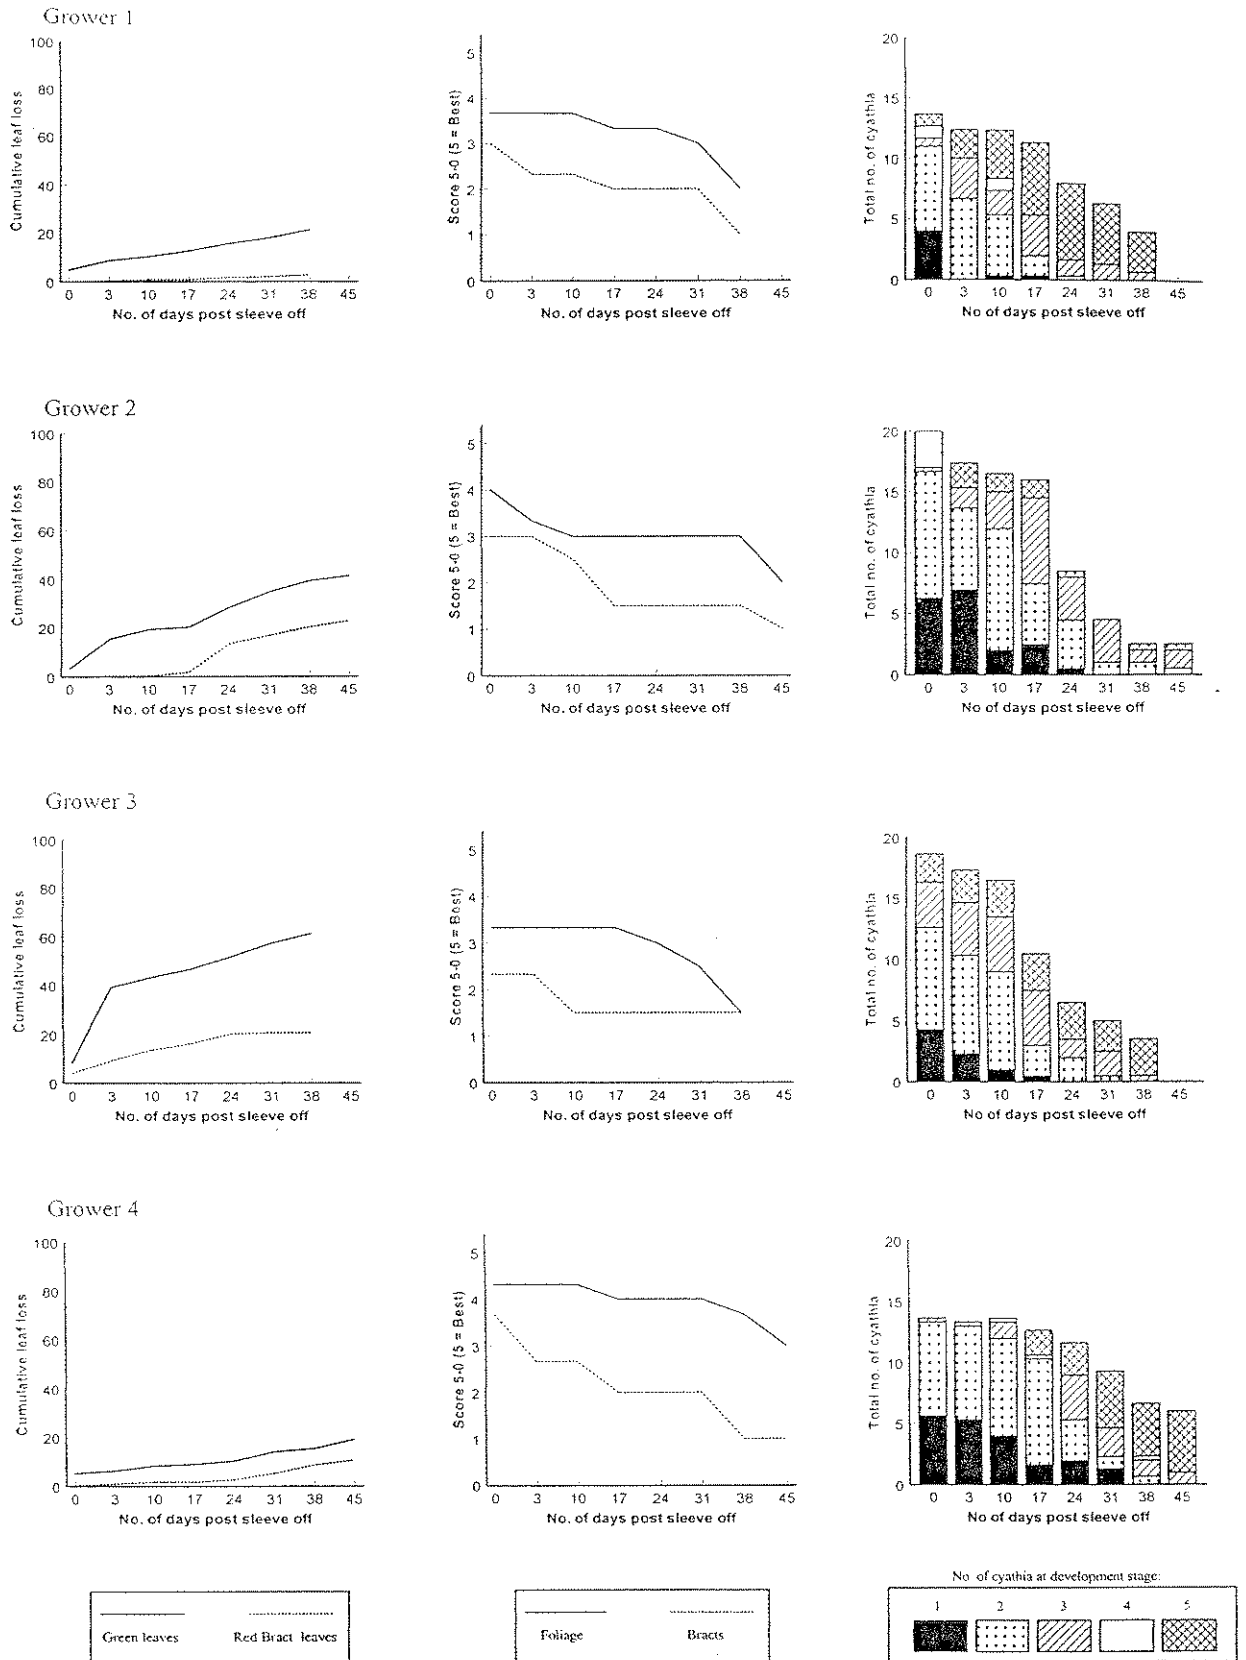 Grower 1
Cumulative leaf loss
100
80
60
40
20
0
0 3 10 17 24 31 38 45
No. of days post sleeve off
Score 5-0 (5 = Best)
5
4
3
2
1
0
0 3 10 17 24 31 38 45
No. of days post sleeve off
Total no. of cyathia
20
15
10
5
0
0 3 10 17 24 31 38 45
No of days post sleeve off
Grower 2
Cumulative leaf loss
100
80
60
40
20
0
0 3 10 17 24 31 38 45
No. of days post sleeve off
Score 5-0 (5 = Best)
5
4
3
2
1
0
0 3 10 17 24 31 38 45
No. of days post sleeve off
Total no. of cyathia
20
15
10
5
0
0 3 10 17 24 31 38 45
No of days post sleeve off
Grower 3
Cumulative leaf loss
100
80
60
40
20
0
0 3 10 17 24 31 38 45
No. of days post sleeve off
Score 5-0 (5 = Best)
5
4
3
2
1
0
0 3 10 17 24 31 38 45
No. of days post sleeve off
Total no. of cyathia
20
15
10
5
0
0 3 10 17 24 31 38 45
No of days post sleeve off
Grower 4
Cumulative leaf loss
100
80
60
40
20
0
0 3 10 17 24 31 38 45
No. of days post sleeve off
Score 5-0 (5 = Best)
5
4
3
2
1
0
0 3 10 17 24 31 38 45
No. of days post sleeve off
Total no. of cyathia
20
15
10
5
0
0 3 10 17 24 31 38 45
No of days post sleeve off
Green leaves Red Bract leaves
Foliage Bracts
No of cyathia at development stage:
1 2 3 4 5